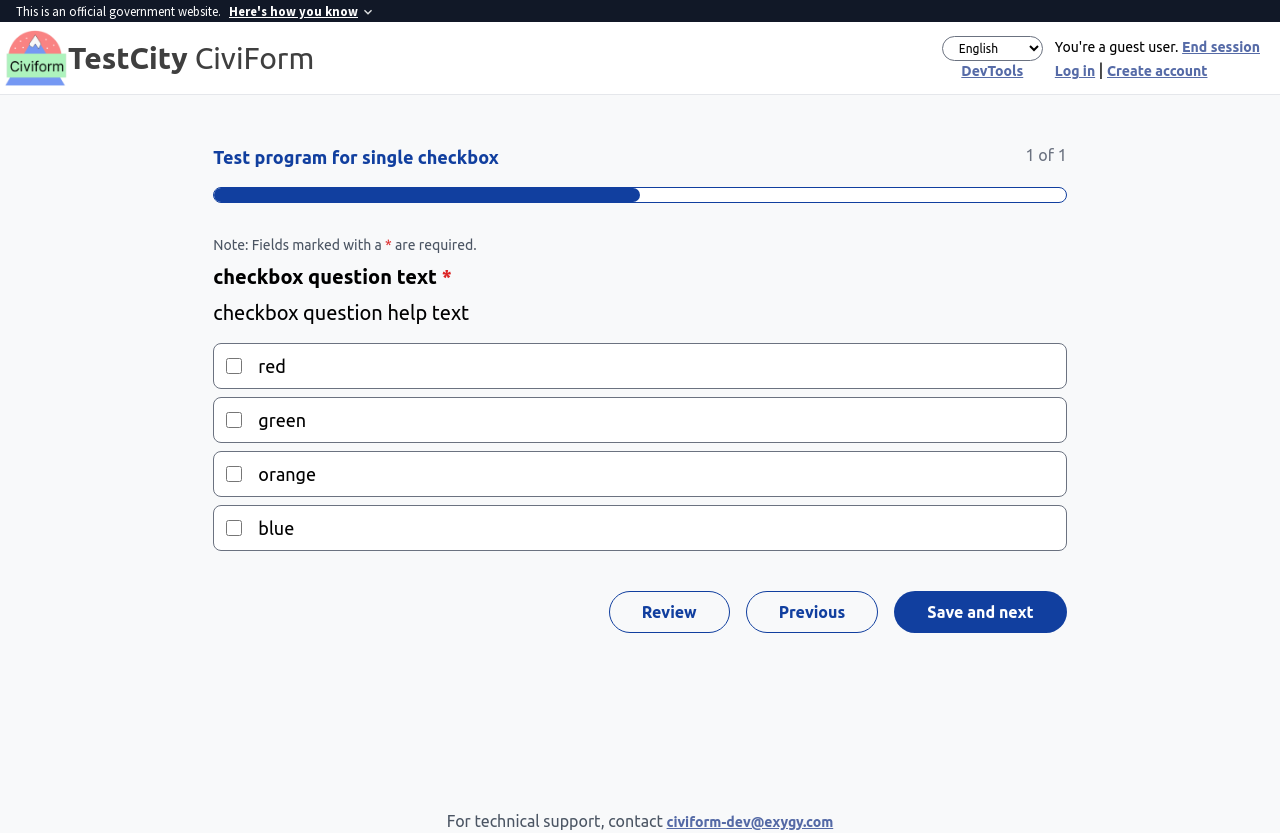 This is an official government website. Here's how you know
Civiform
TestCity CiviForm
English
You're a guest user. End session
DevTools
Log in | Create account
Test program for single checkbox
1 of 1
Note: Fields marked with a * are required.
checkbox question text *
checkbox question help text
red
green
orange
blue
Review
Previous
Save and next
For technical support, contact civiform-dev@exygy.com